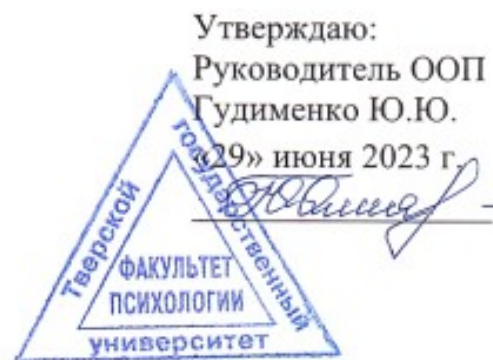 Утверждаю:
Руководитель ООП
Гудименко Ю.Ю.
«29» июня 2023 г.
Тверской государственный университет
ФАКУЛЬТЕТ
ПСИХОЛОГИИ